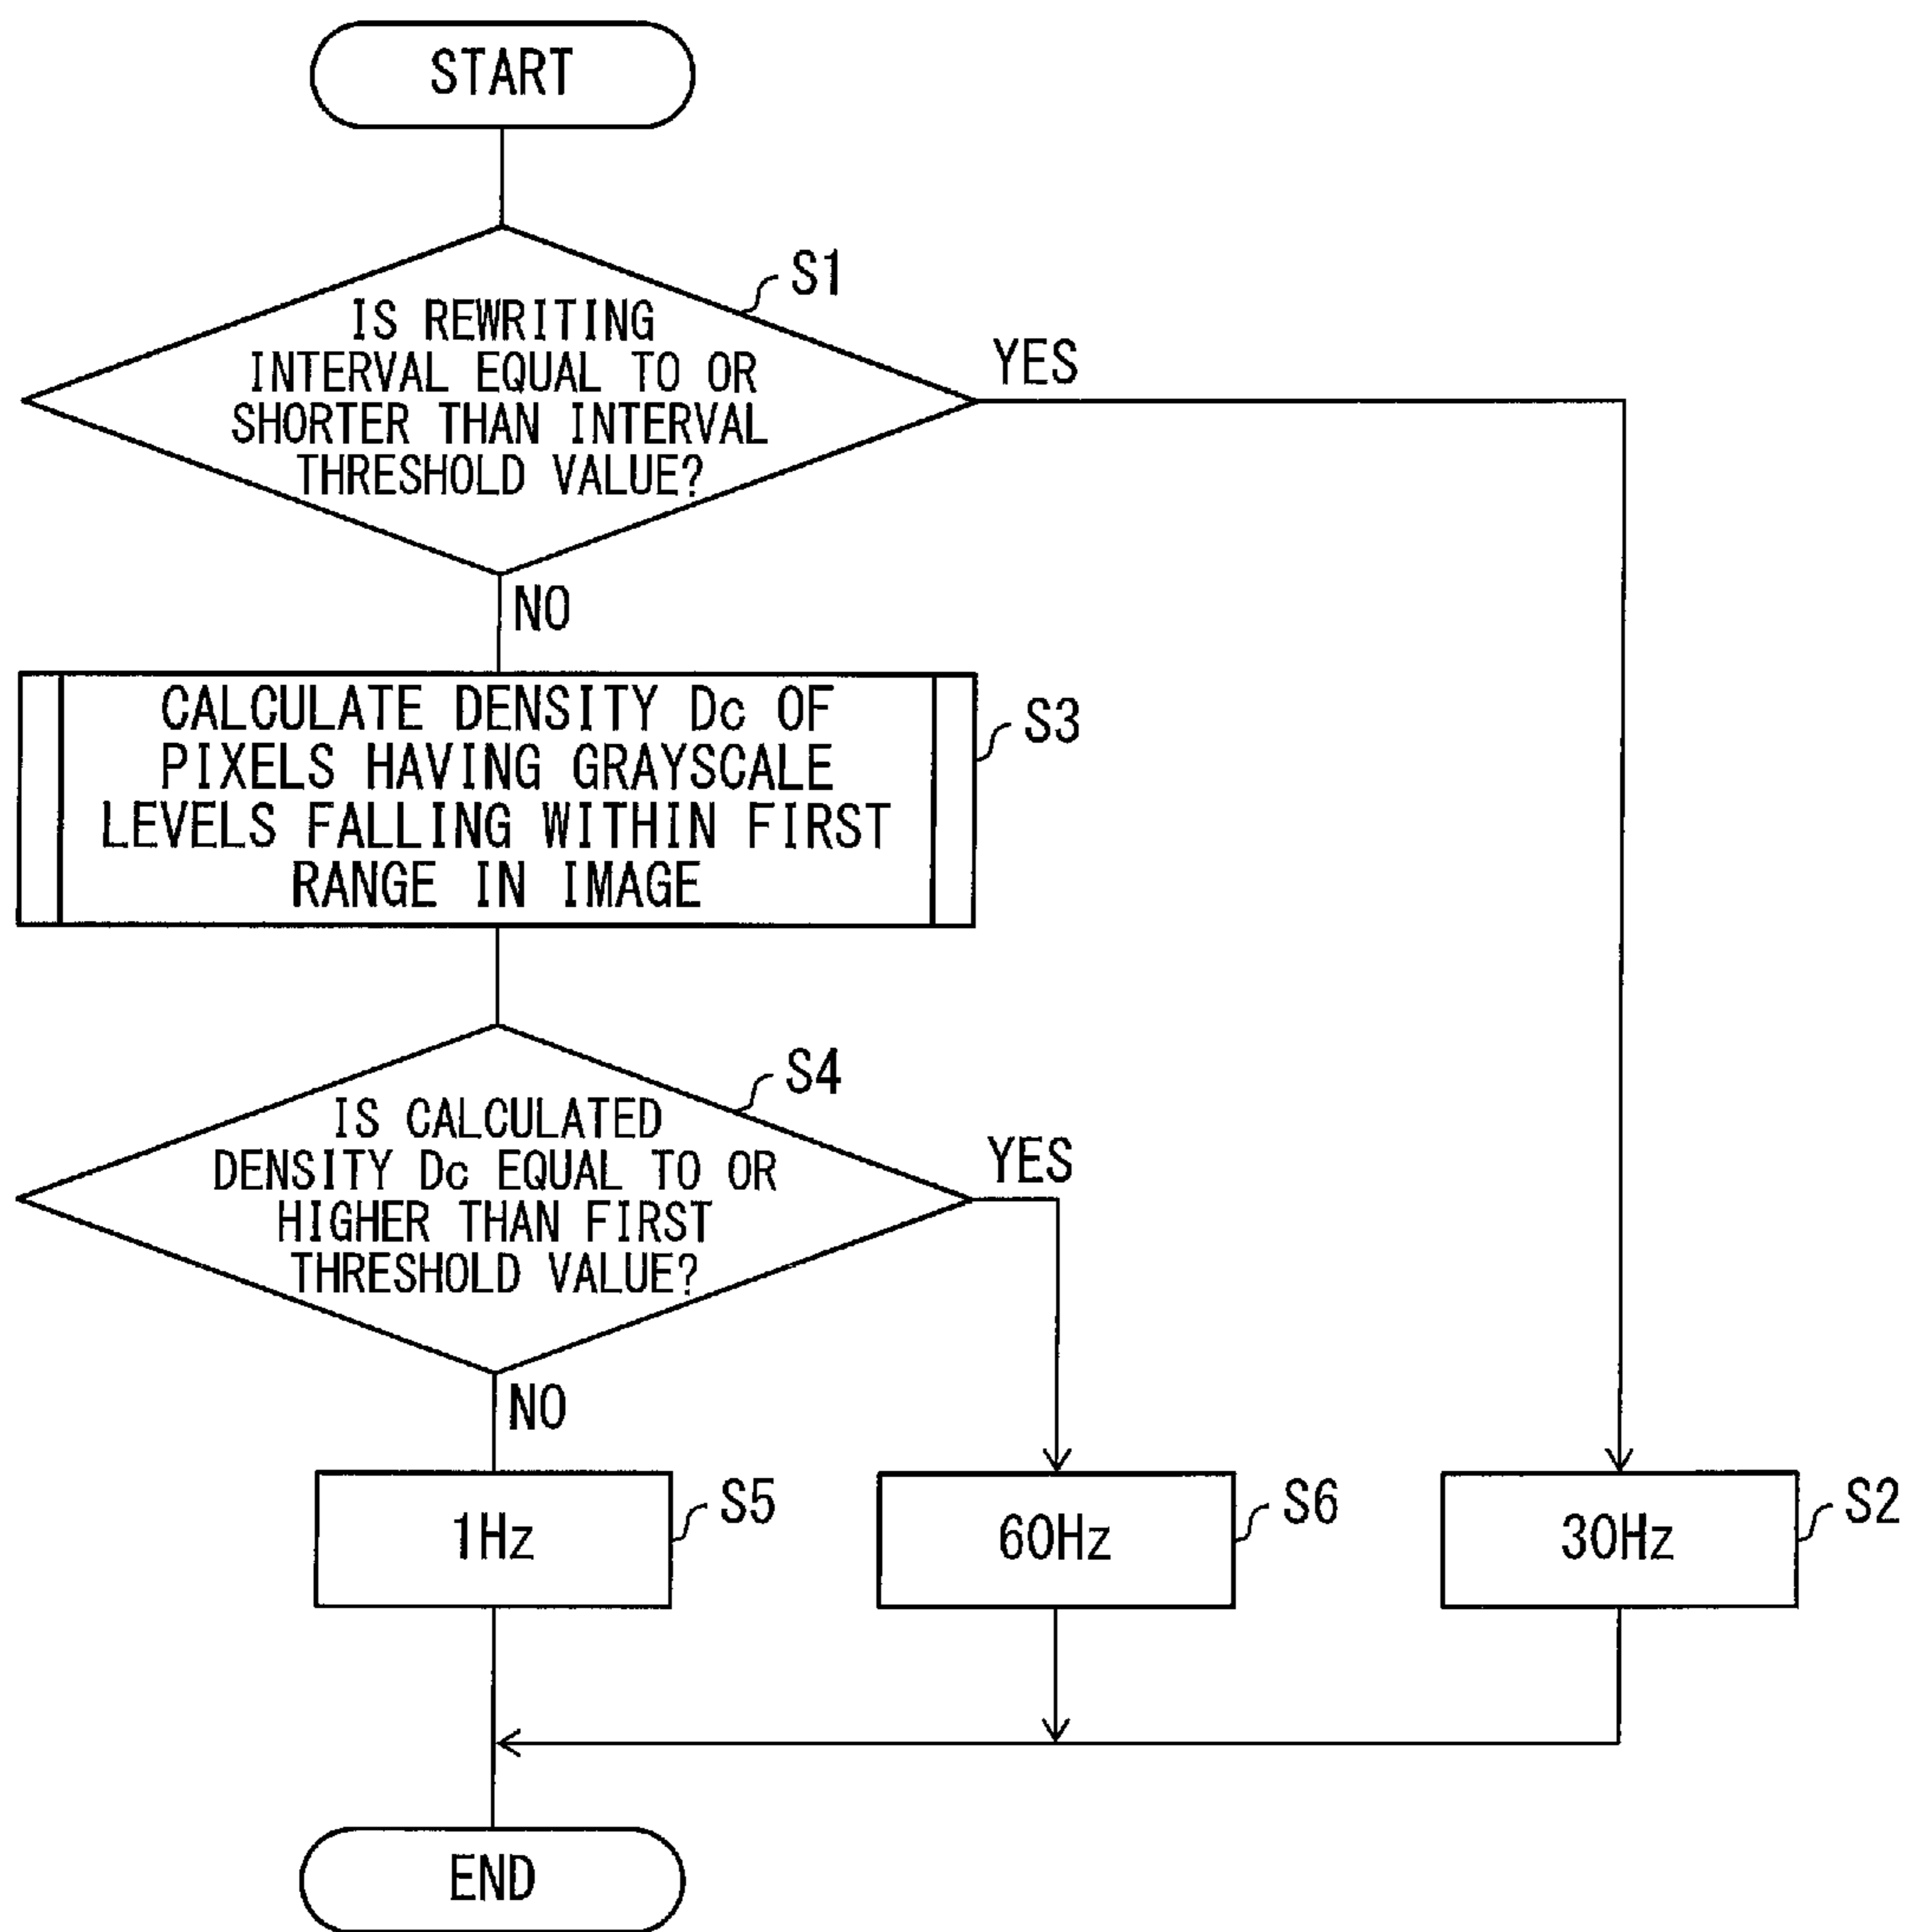 START
S1
IS REWRITING
INTERVAL EQUAL TO OR
SHORTER THAN INTERVAL
THRESHOLD VALUE?
YES
NO
CALCULATE DENSITY Dc OF
PIXELS HAVING GRAYSCALE
LEVELS FALLING WITHIN FIRST
RANGE IN IMAGE
S3
S4
IS CALCULATED
DENSITY Dc EQUAL TO OR
HIGHER THAN FIRST
THRESHOLD VALUE?
YES
NO
1Hz
S5
60Hz
S6
30Hz
S2
END